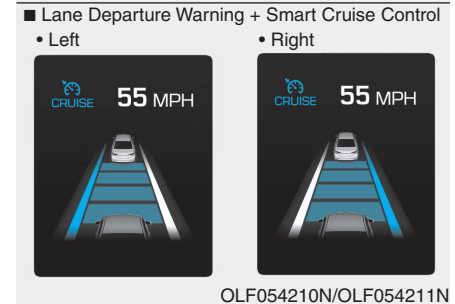 ■ Lane Departure Warning + Smart Cruise Control
• Left • Right
CRUISE 55 MPH CRUISE 55 MPH
OLF054210N/OLF054211N